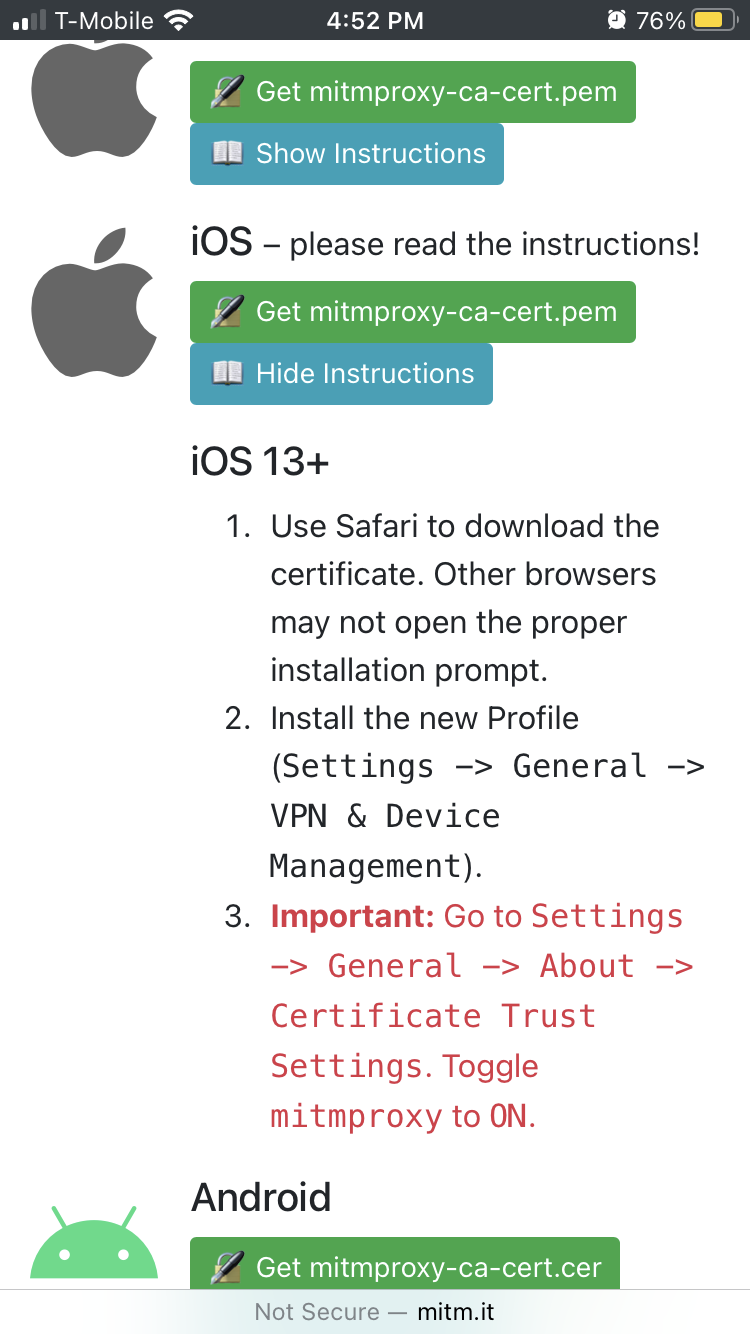 T-Mobile 4:52 PM 76%
Get mitmproxy-ca-cert.pem
Show Instructions
iOS – please read the instructions!
Get mitmproxy-ca-cert.pem
Hide Instructions
iOS 13+
1. Use Safari to download the
certificate. Other browsers
may not open the proper
installation prompt.
2. Install the new Profile
(Settings -> General ->
VPN & Device
Management).
3. Important: Go to Settings
-> General -> About ->
Certificate Trust
Settings. Toggle
mitmproxy to ON.
Android
Get mitmproxy-ca-cert.cer
Not Secure — mitm.it